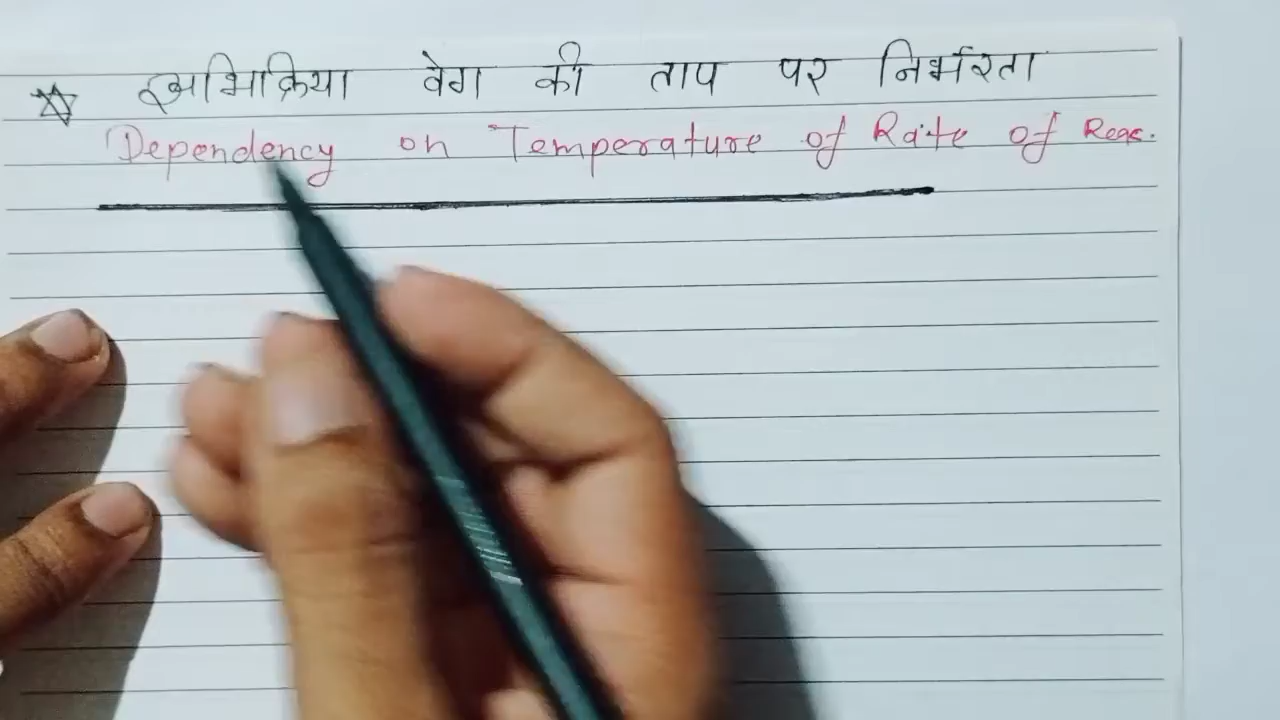 अभिक्रिया वेग की ताप पर निर्भरता
Dependency on Temperature of Rate of Reac.